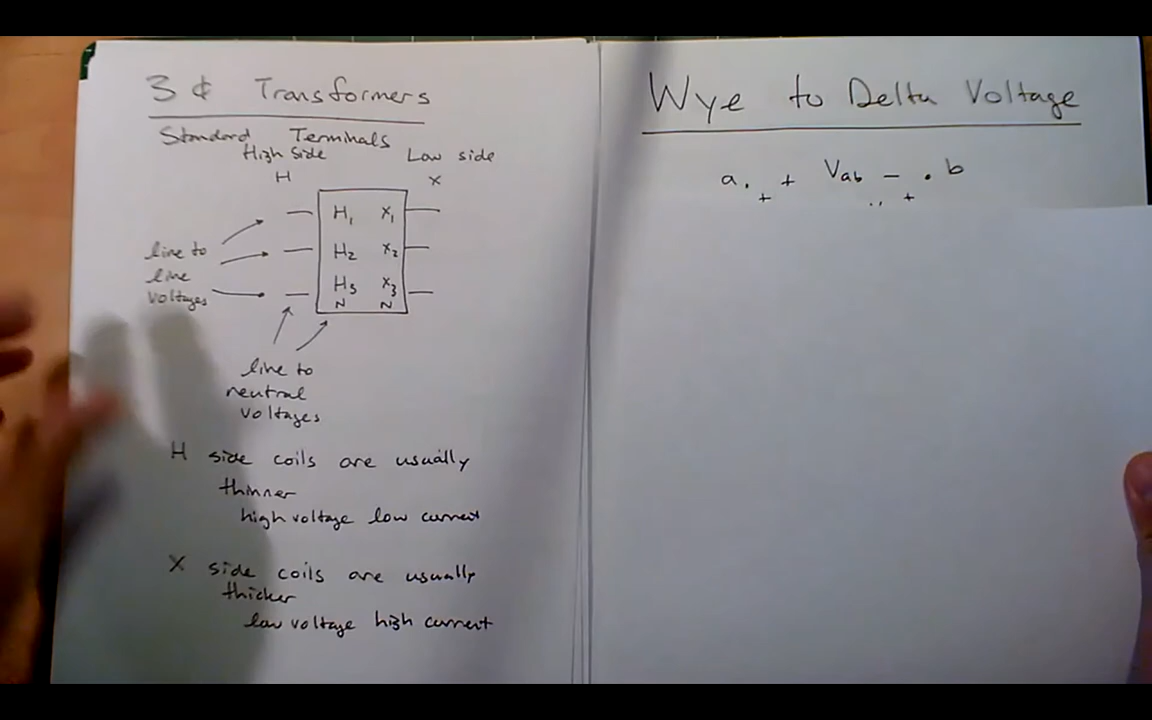 3 ¢ Transformers
Standard Terminals
High Side Low side
H X
H1 X1
H2 X2
H3 X3
N N
line to
line
voltages
line to
neutral
voltages
H side coils are usually
thinner
high voltage low current
X side coils are usually
thicker
low voltage high current
Wye to Delta Voltage
a. + Vab - . b
+ +